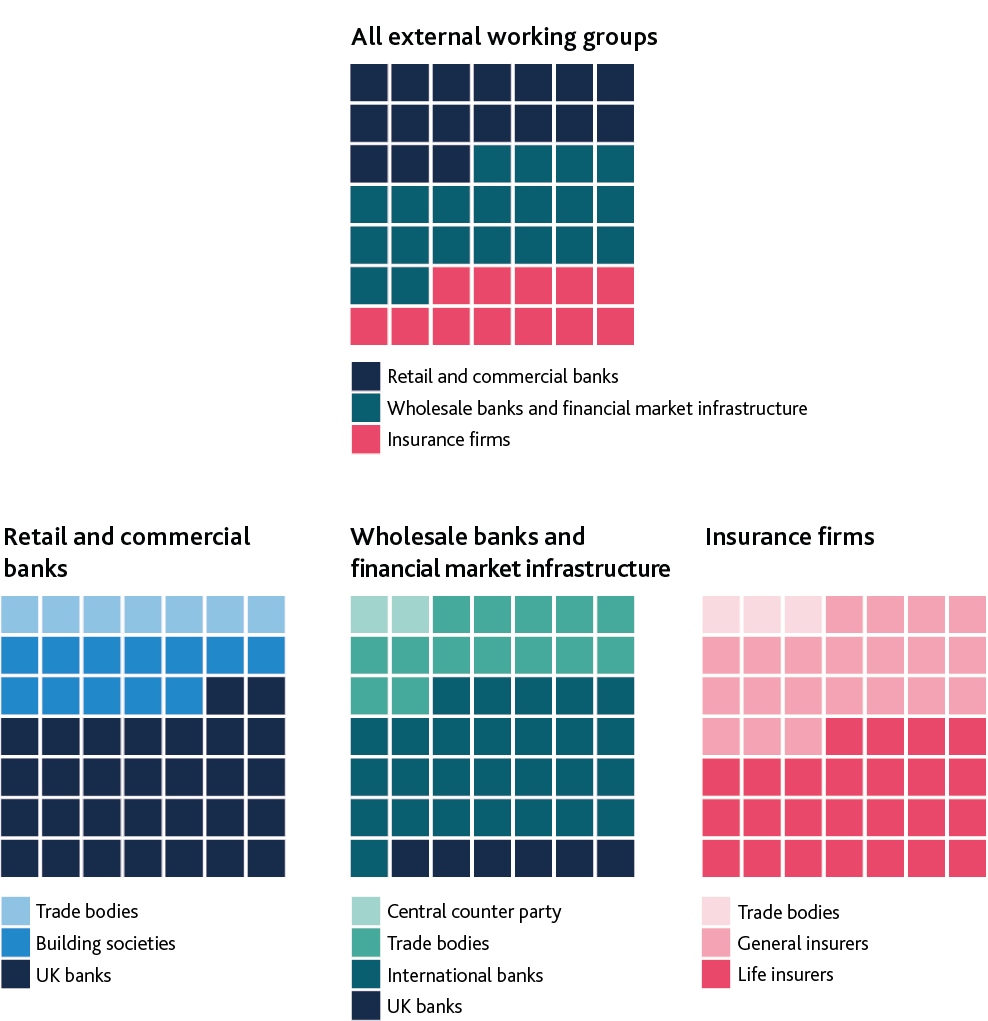 All external working groups
Retail and commercial banks
Wholesale banks and financial market infrastructure
Insurance firms
Retail and commercial
banks
Trade bodies
Building societies
UK banks
Wholesale banks and
financial market infrastructure
Central counter party
Trade bodies
International banks
UK banks
Insurance firms
Trade bodies
General insurers
Life insurers